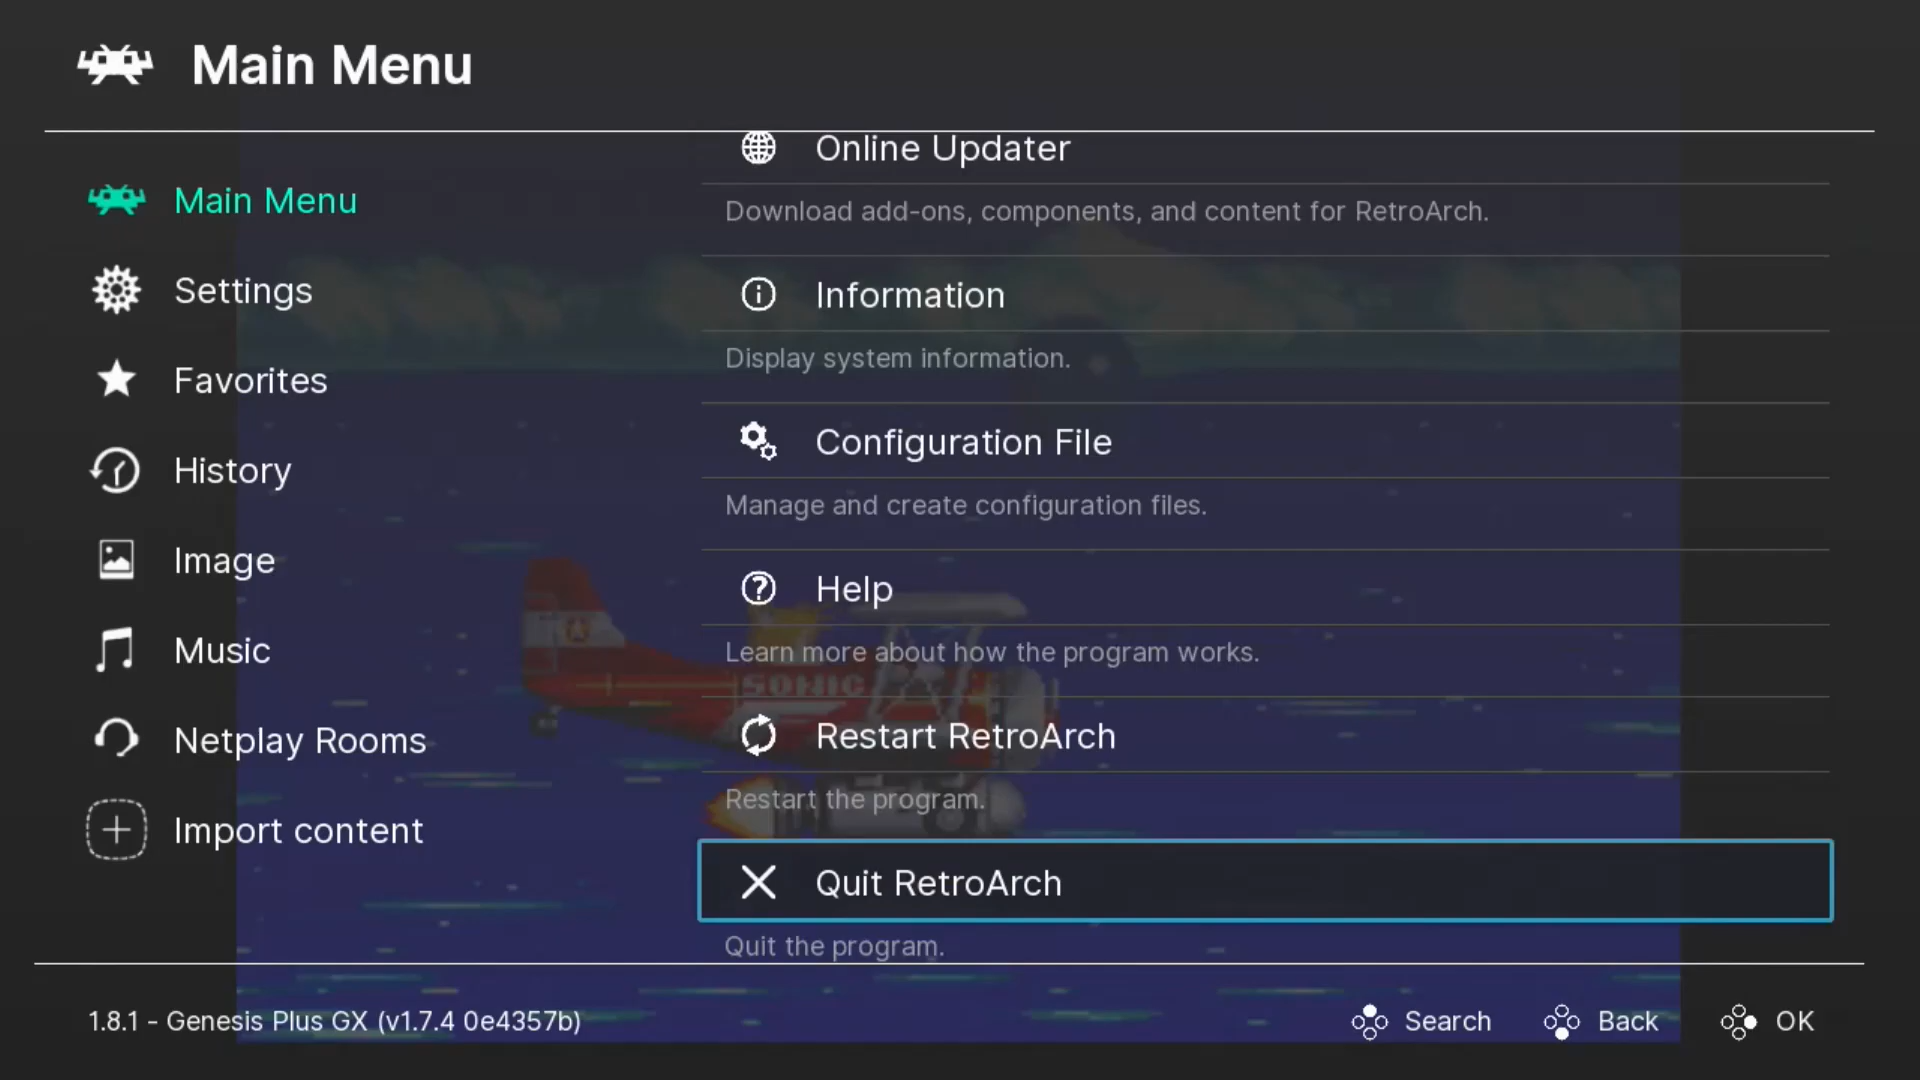 Main Menu
Main Menu
Settings
Favorites
History
Image
Music
Netplay Rooms
Import content
Online Updater
Download add-ons, components, and content for RetroArch.
Information
Display system information.
Configuration File
Manage and create configuration files.
Help
Learn more about how the program works.
SONIC
Restart RetroArch
Restart the program.
Quit RetroArch
Quit the program.
1.8.1 - Genesis Plus GX (v1.7.4 0e4357b)
Search
Back
OK